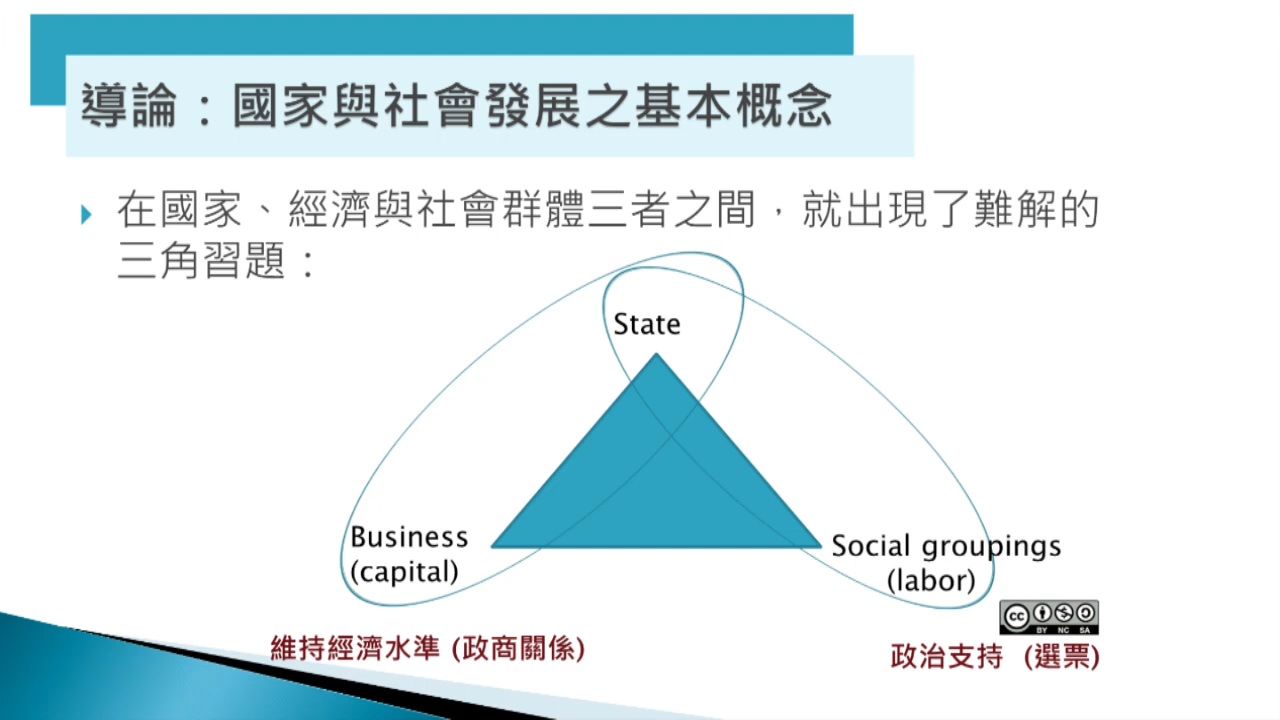 導論：國家與社會發展之基本概念
在國家、經濟與社會群體三者之間，就出現了難解的
三角習題：
State
Business
(capital)
Social groupings
(labor)
cc BY NC SA
維持經濟水準 (政商關係)
政治支持 (選票)